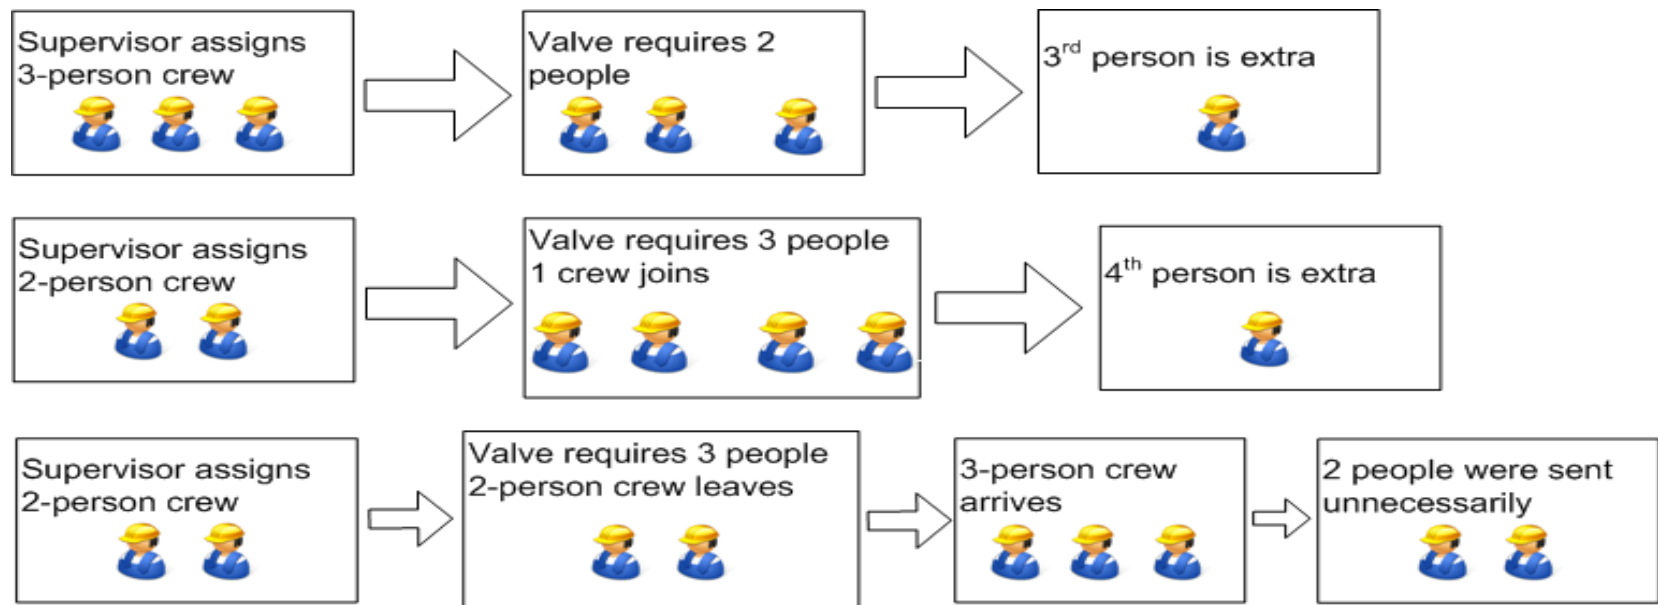 Supervisor assigns
3-person crew
Valve requires 2
people
3rd person is extra
Supervisor assigns
2-person crew
Valve requires 3 people
1 crew joins
4th person is extra
Supervisor assigns
2-person crew
Valve requires 3 people
2-person crew leaves
3-person crew
arrives
2 people were sent
unnecessarily